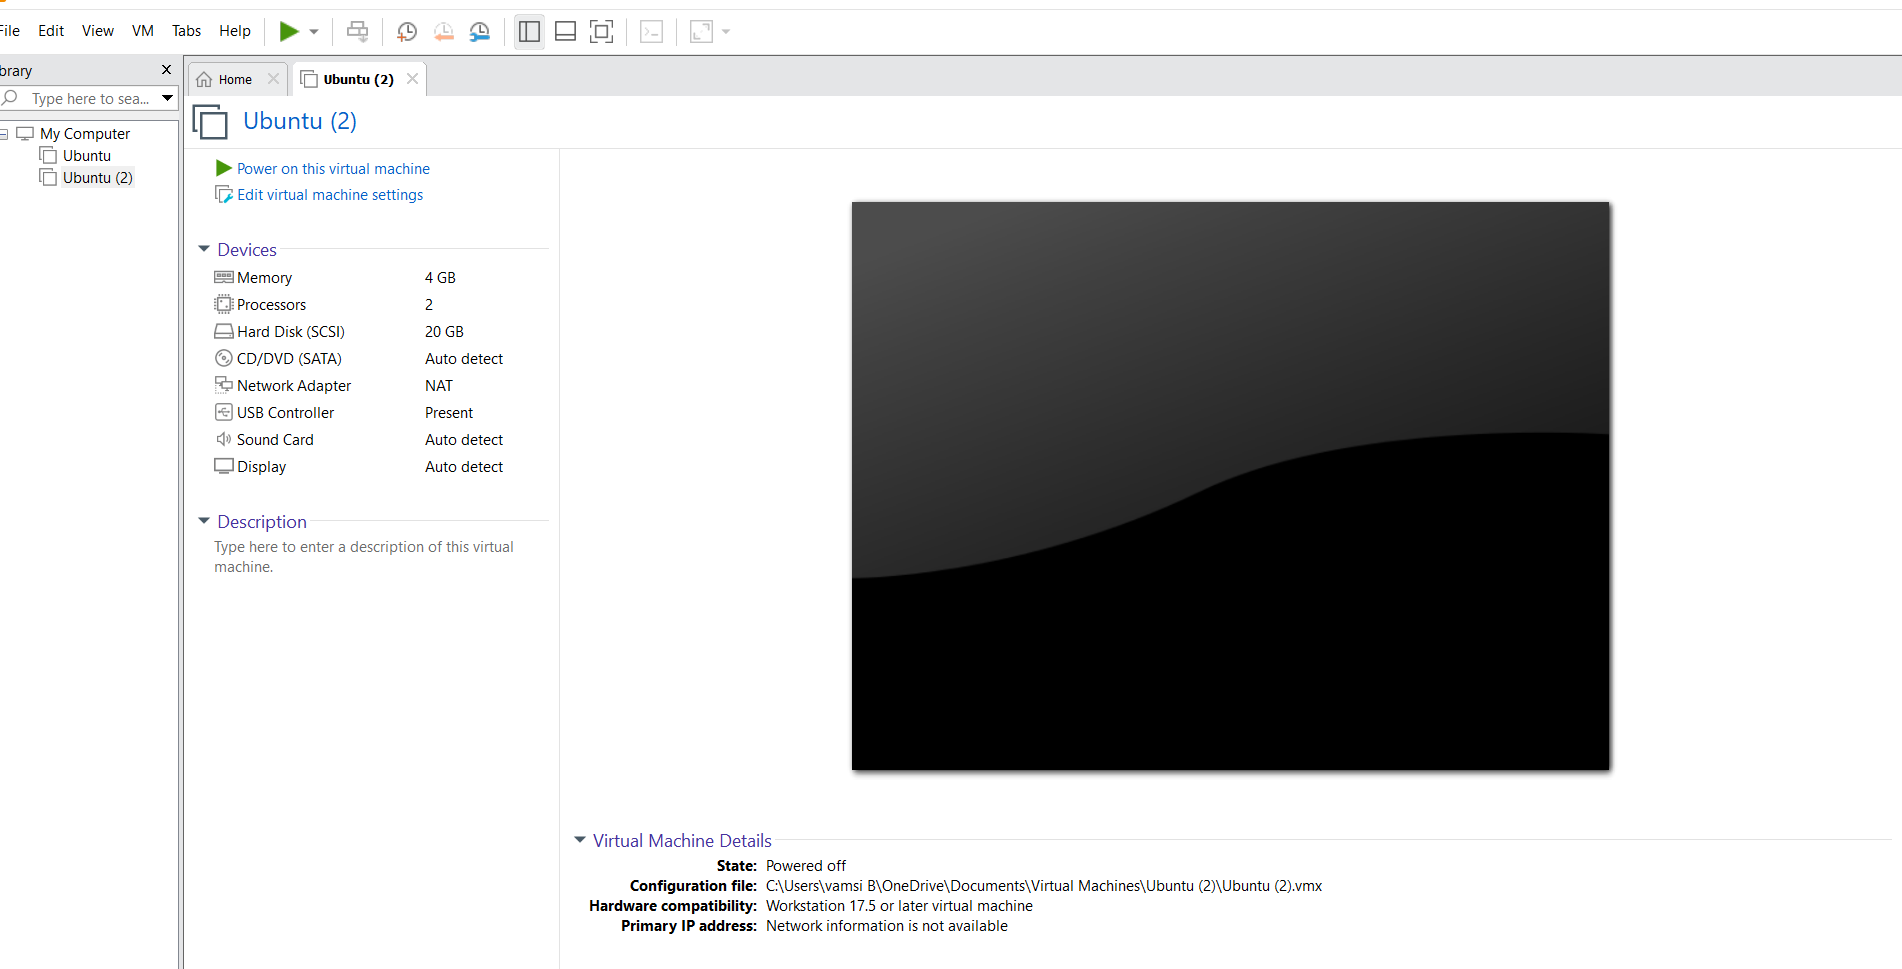 File Edit View VM Tabs Help
brary
Home
Ubuntu (2)
Type here to sea...
Ubuntu (2)
My Computer
Ubuntu
Ubuntu (2)
Power on this virtual machine
Edit virtual machine settings
Devices
Memory 4 GB
Processors 2
Hard Disk (SCSI) 20 GB
CD/DVD (SATA) Auto detect
Network Adapter NAT
USB Controller Present
Sound Card Auto detect
Display Auto detect
Description
Type here to enter a description of this virtual
machine.
Virtual Machine Details
State: Powered off
Configuration file: C:\Users\vamsi B\OneDrive\Documents\Virtual Machines\Ubuntu (2)\Ubuntu (2).vmx
Hardware compatibility: Workstation 17.5 or later virtual machine
Primary IP address: Network information is not available